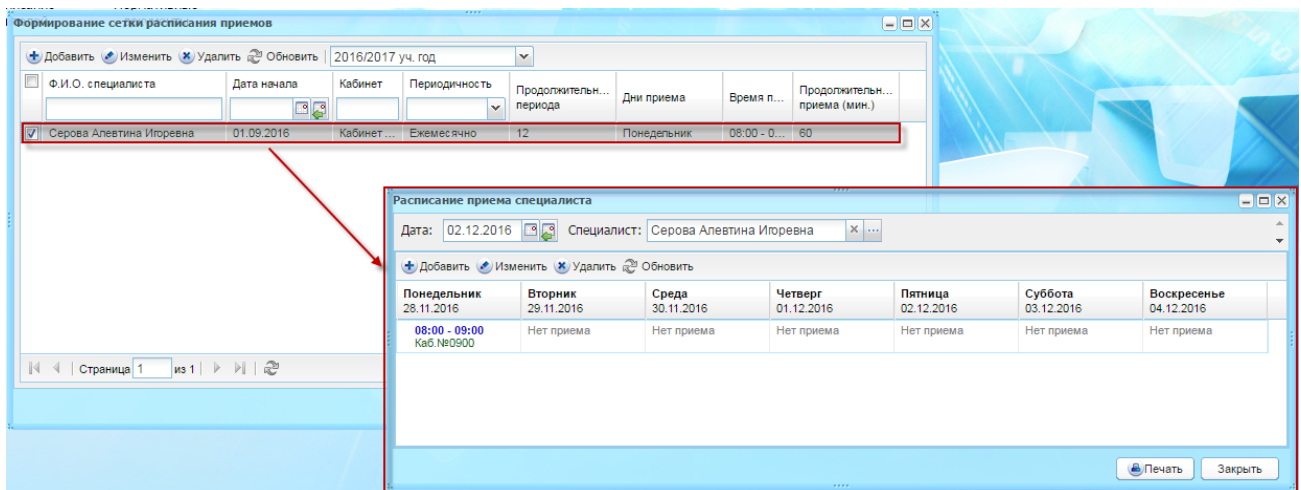 Формирование сетки расписания приемов
Добавить Изменить Удалить Обновить 2016/2017 уч. год
Ф.И.О. специалиста Дата начала Кабинет Периодичность Продолжительн... периода Дни приема Время п... Продолжительн... приема (мин.)
Серова Алевтина Игоревна 01.09.2016 Кабинет ... Ежемесячно 12 Понедельник 08:00 - 0... 60
Страница 1 из 1
Расписание приема специалиста
Дата: 02.12.2016 Специалист: Серова Алевтина Игоревна
Добавить Изменить Удалить Обновить
Понедельник Вторник Среда Четверг Пятница Суббота Воскресенье
28.11.2016 29.11.2016 30.11.2016 01.12.2016 02.12.2016 03.12.2016 04.12.2016
08:00 - 09:00 Нет приема Нет приема Нет приема Нет приема Нет приема Нет приема
Каб.№0900
Печать Закрыть